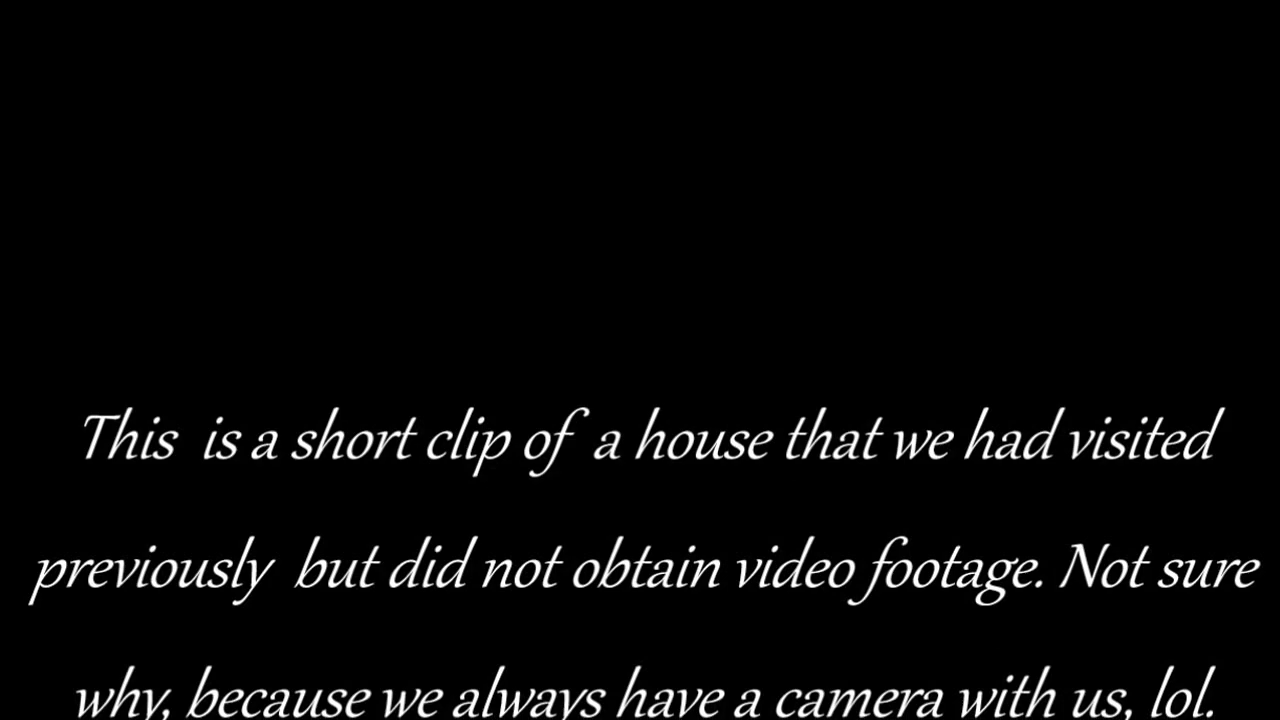 This is a short clip of a house that we had visited
previously but did not obtain video footage. Not sure
why, because we always have a camera with us, lol.